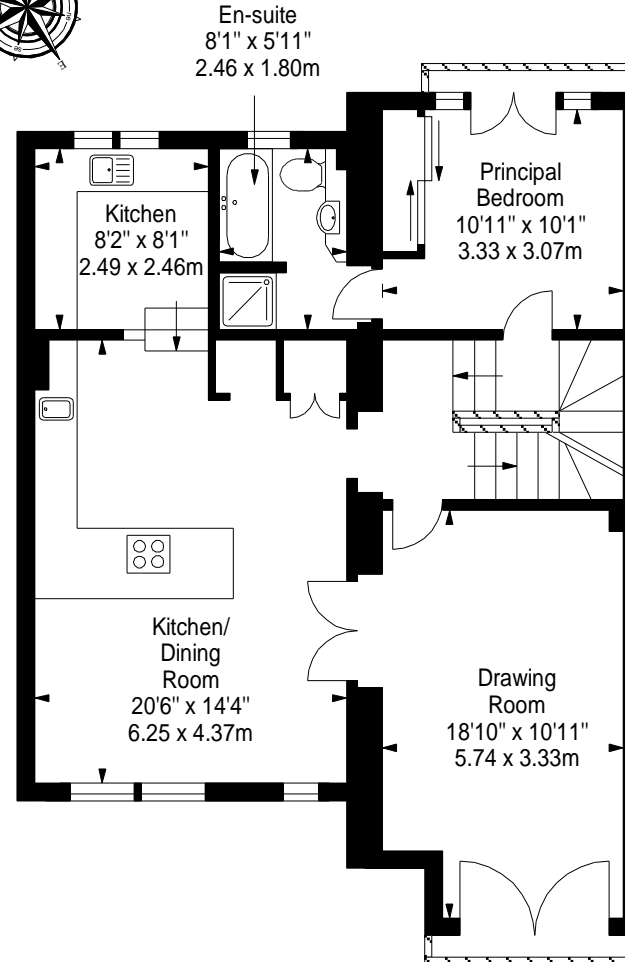 En-suite
8'1" x 5'11"
2.46 x 1.80m
Principal
Bedroom
10'11" x 10'1"
3.33 x 3.07m
Kitchen
8'2" x 8'1"
2.49 x 2.46m
Kitchen/
Dining
Room
20'6" x 14'4"
6.25 x 4.37m
Drawing
Room
18'10" x 10'11"
5.74 x 3.33m
E